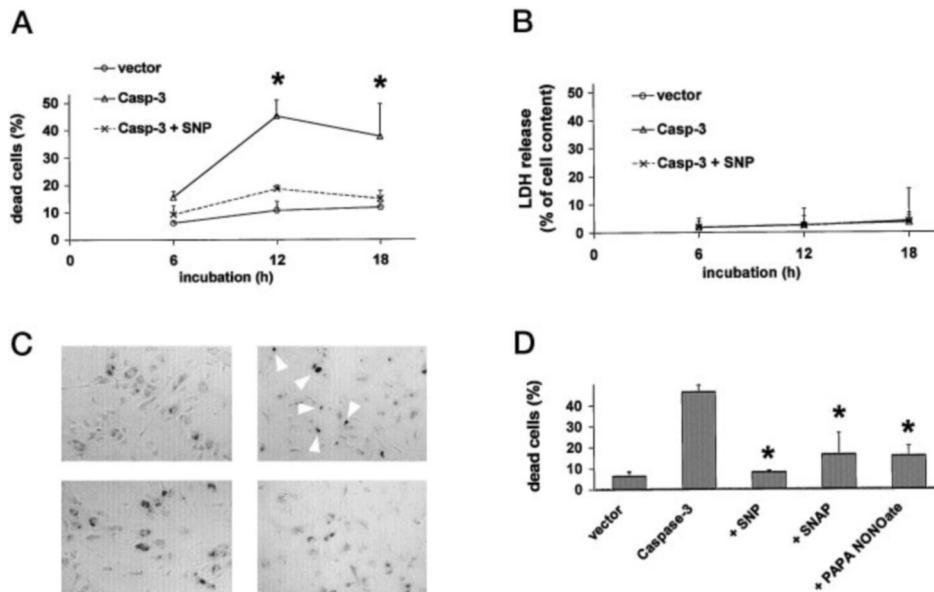 A
vector
Casp-3
Casp-3 + SNP
* *
dead cells (%)
50
40
30
20
10
0
0 6 12 18
incubation (h)
B
vector
Casp-3
Casp-3 + SNP
LDH release
(% of cell content)
50
40
30
20
10
0
0 6 12 18
incubation (h)
C
D
dead cells (%)
40
30
20
10
0
* * *
vector
Caspase-3
+ SNP
+ SNAP
+ PAPA NONOate